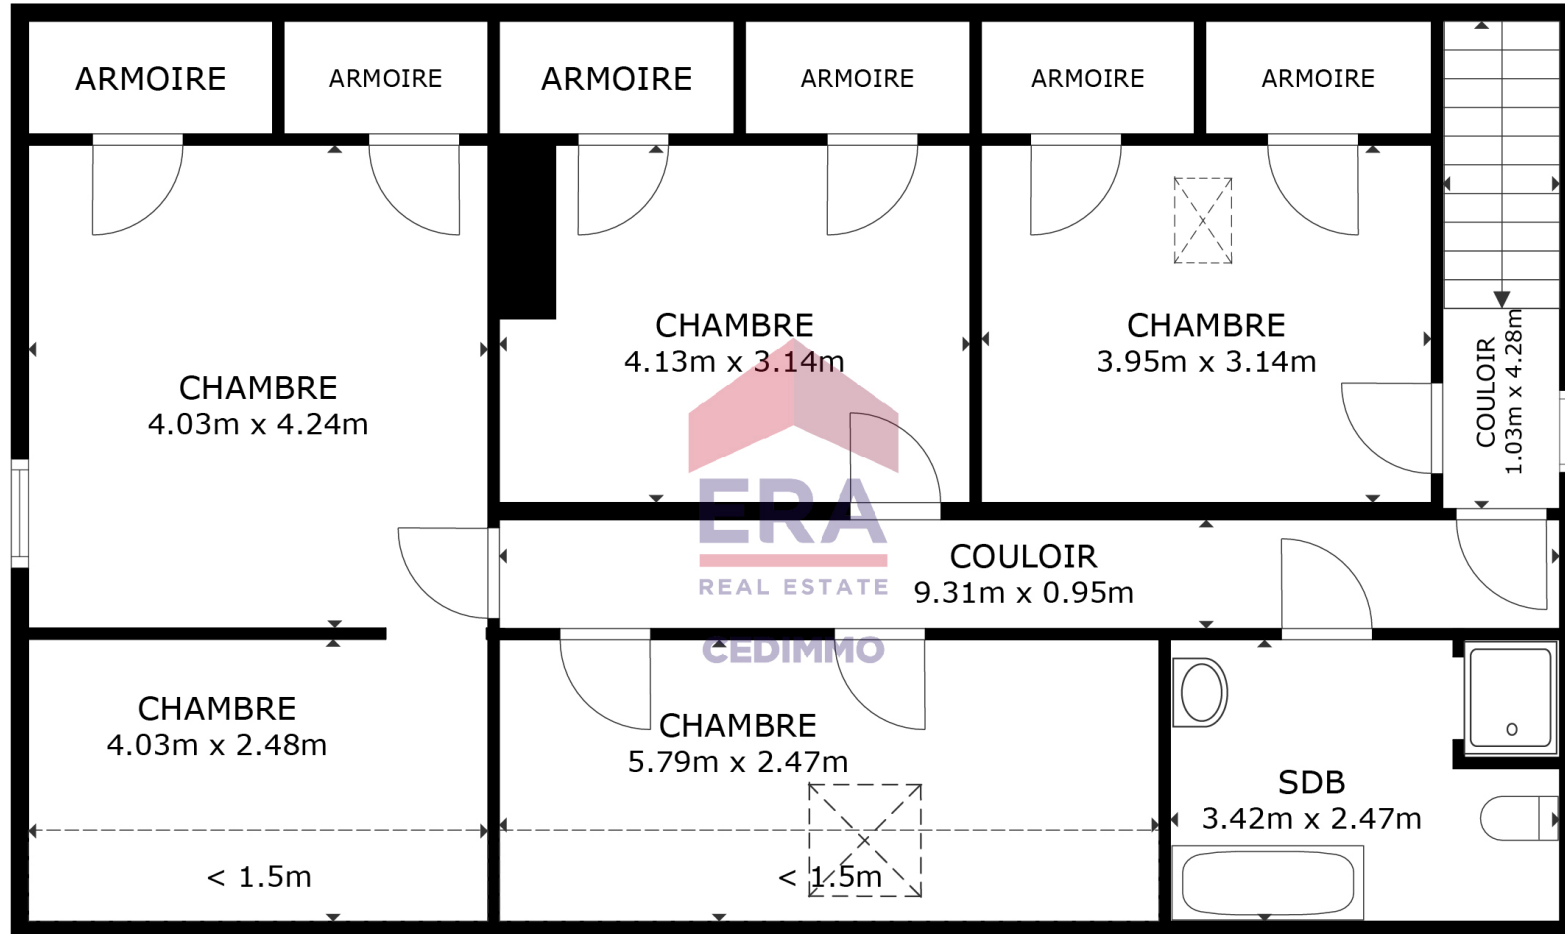 ARMOIRE
ARMOIRE
ARMOIRE
ARMOIRE
ARMOIRE
ARMOIRE
CHAMBRE
4.03m x 4.24m
CHAMBRE
4.13m x 3.14m
CHAMBRE
3.95m x 3.14m
COULOIR
1.03m x 4.28m
ERA
REAL ESTATE
CEDIMMO
COULOIR
9.31m x 0.95m
CHAMBRE
4.03m x 2.48m
< 1.5m
CHAMBRE
5.79m x 2.47m
< 1.5m
SDB
3.42m x 2.47m